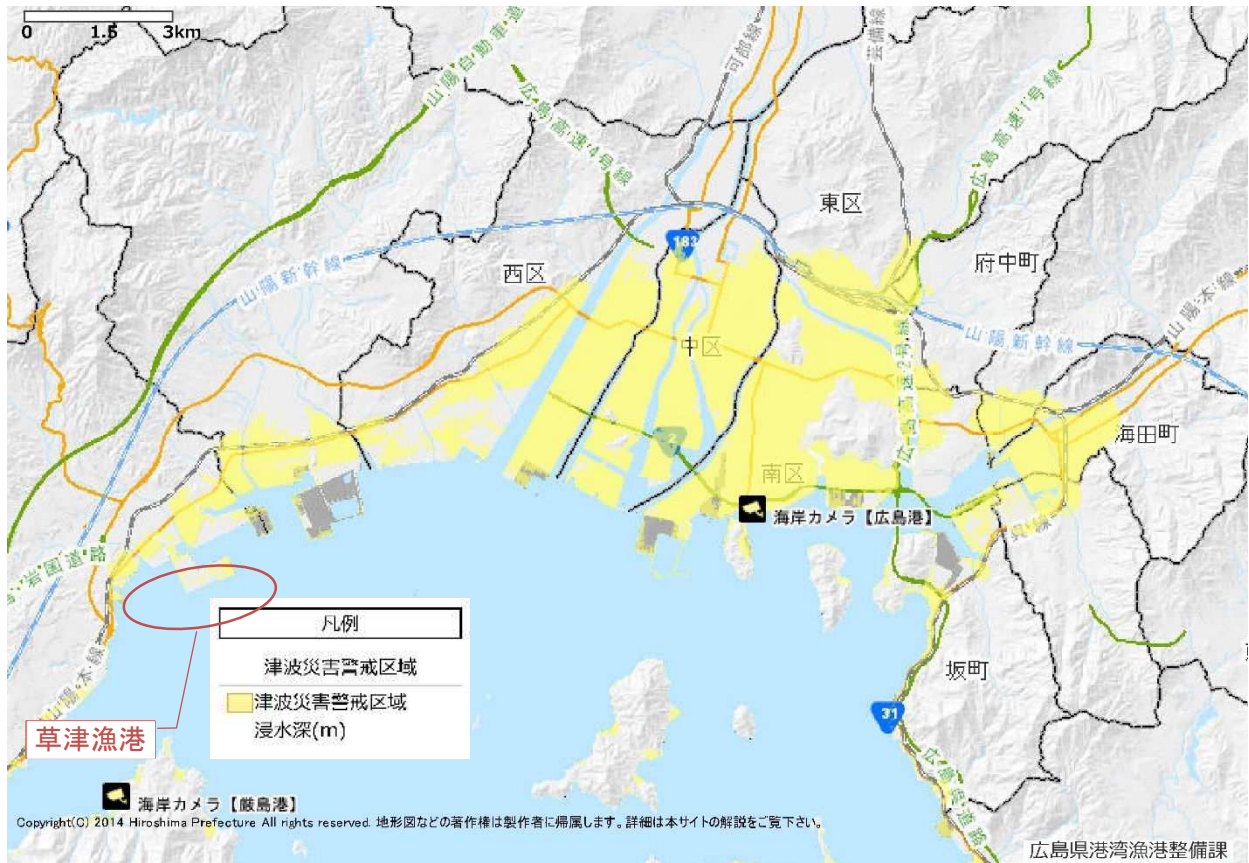 0 1.5 3km
山陽自動車道
広島高速4号線
可部線
芸備線
広島高速1号線
東区
183
府中町
西区
山陽新幹線
山陽本線
山陽新幹線
中区
広島高速2号線
海田町
2
南区
海岸カメラ【広島港】
呉線
岩国道路
凡例
津波災害警戒区域
津波災害警戒区域
浸水深(m)
坂町
31
山陽本線
草津漁港
広島呉道路
海岸カメラ【厳島港】
Copyright(C) 2014 Hiroshima Prefecture All rights reserved. 地形図などの著作権は製作者に帰属します。詳細は本サイトの解説をご覧下さい。
広島県港湾漁港整備課